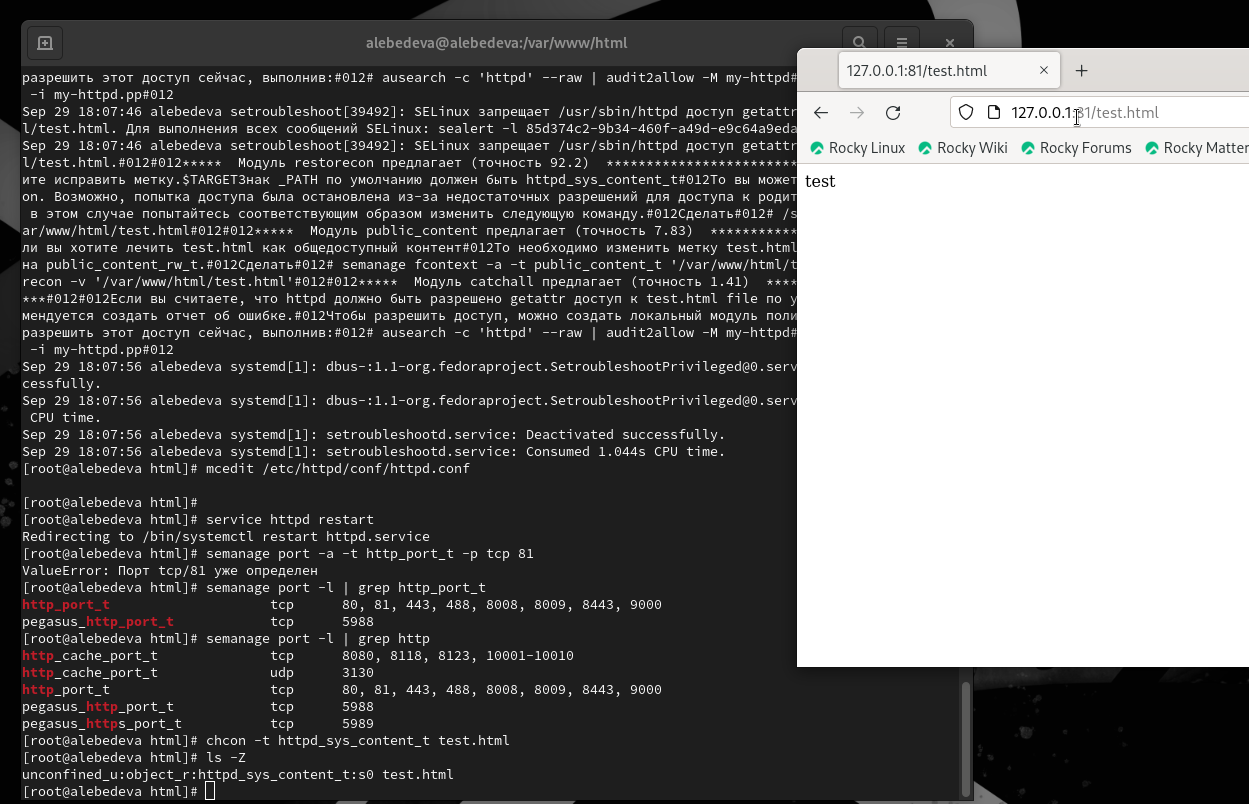 alebedeva@alebedeva:/var/www/html
разрешить этот доступ сейчас, выполнив:#012# ausearch -c 'httpd' --raw | audit2allow -M my-httpd#
 -i my-httpd.pp#012
Sep 29 18:07:46 alebedeva setroubleshoot[39492]: SELinux запрещает /usr/sbin/httpd доступ getattr
l/test.html. Для выполнения всех сообщений SELinux: sealert -l 85d374c2-9b34-460f-a49d-e9c64a9eda
Sep 29 18:07:46 alebedeva setroubleshoot[39492]: SELinux запрещает /usr/sbin/httpd доступ getattr
l/test.html.#012#012***** Модуль restorecon предлагает (точность 92.2) ************************
ите исправить метку.$TARGETЗнак _PATH по умолчанию должен быть httpd_sys_content_t#012То вы может
on. Возможно, попытка доступа была остановлена из-за недостаточных разрешений для доступа к родит
 в этом случае попытайтесь соответствующим образом изменить следующую команду.#012Сделать#012# /s
ar/www/html/test.html#012#012***** Модуль public_content предлагает (точность 7.83) ***********
ли вы хотите лечить test.html как общедоступный контент#012То необходимо изменить метку test.html
на public_content_rw_t.#012Сделать#012# semanage fcontext -a -t public_content_t '/var/www/html/t
recon -v '/var/www/html/test.html'#012#012***** Модуль catchall предлагает (точность 1.41) ****
***#012#012Если вы считаете, что httpd должно быть разрешено getattr доступ к test.html file по у
мендуется создать отчет об ошибке.#012Чтобы разрешить доступ, можно создать локальный модуль поли
разрешить этот доступ сейчас, выполнив:#012# ausearch -c 'httpd' --raw | audit2allow -M my-httpd#
 -i my-httpd.pp#012
Sep 29 18:07:56 alebedeva systemd[1]: dbus-:1.1-org.fedoraproject.SetroubleshootPrivileged@0.serv
cessfully.
Sep 29 18:07:56 alebedeva systemd[1]: dbus-:1.1-org.fedoraproject.SetroubleshootPrivileged@0.serv
 CPU time.
Sep 29 18:07:56 alebedeva systemd[1]: setroubleshootd.service: Deactivated successfully.
Sep 29 18:07:56 alebedeva systemd[1]: setroubleshootd.service: Consumed 1.044s CPU time.
[root@alebedeva html]# mcedit /etc/httpd/conf/httpd.conf
[root@alebedeva html]#
[root@alebedeva html]# service httpd restart
Redirecting to /bin/systemctl restart httpd.service
[root@alebedeva html]# semanage port -a -t http_port_t -p tcp 81
ValueError: Порт tcp/81 уже определен
[root@alebedeva html]# semanage port -l | grep http_port_t
http_port_t tcp 80, 81, 443, 488, 8008, 8009, 8443, 9000
pegasus_http_port_t tcp 5988
[root@alebedeva html]# semanage port -l | grep http
http_cache_port_t tcp 8080, 8118, 8123, 10001-10010
http_cache_port_t udp 3130
http_port_t tcp 80, 81, 443, 488, 8008, 8009, 8443, 9000
pegasus_http_port_t tcp 5988
pegasus_https_port_t tcp 5989
[root@alebedeva html]# chcon -t httpd_sys_content_t test.html
[root@alebedeva html]# ls -Z
unconfined_u:object_r:httpd_sys_content_t:s0 test.html
[root@alebedeva html]#
127.0.0.1:81/test.html
127.0.0.1:81/test.html
Rocky Linux Rocky Wiki Rocky Forums Rocky Matter
test